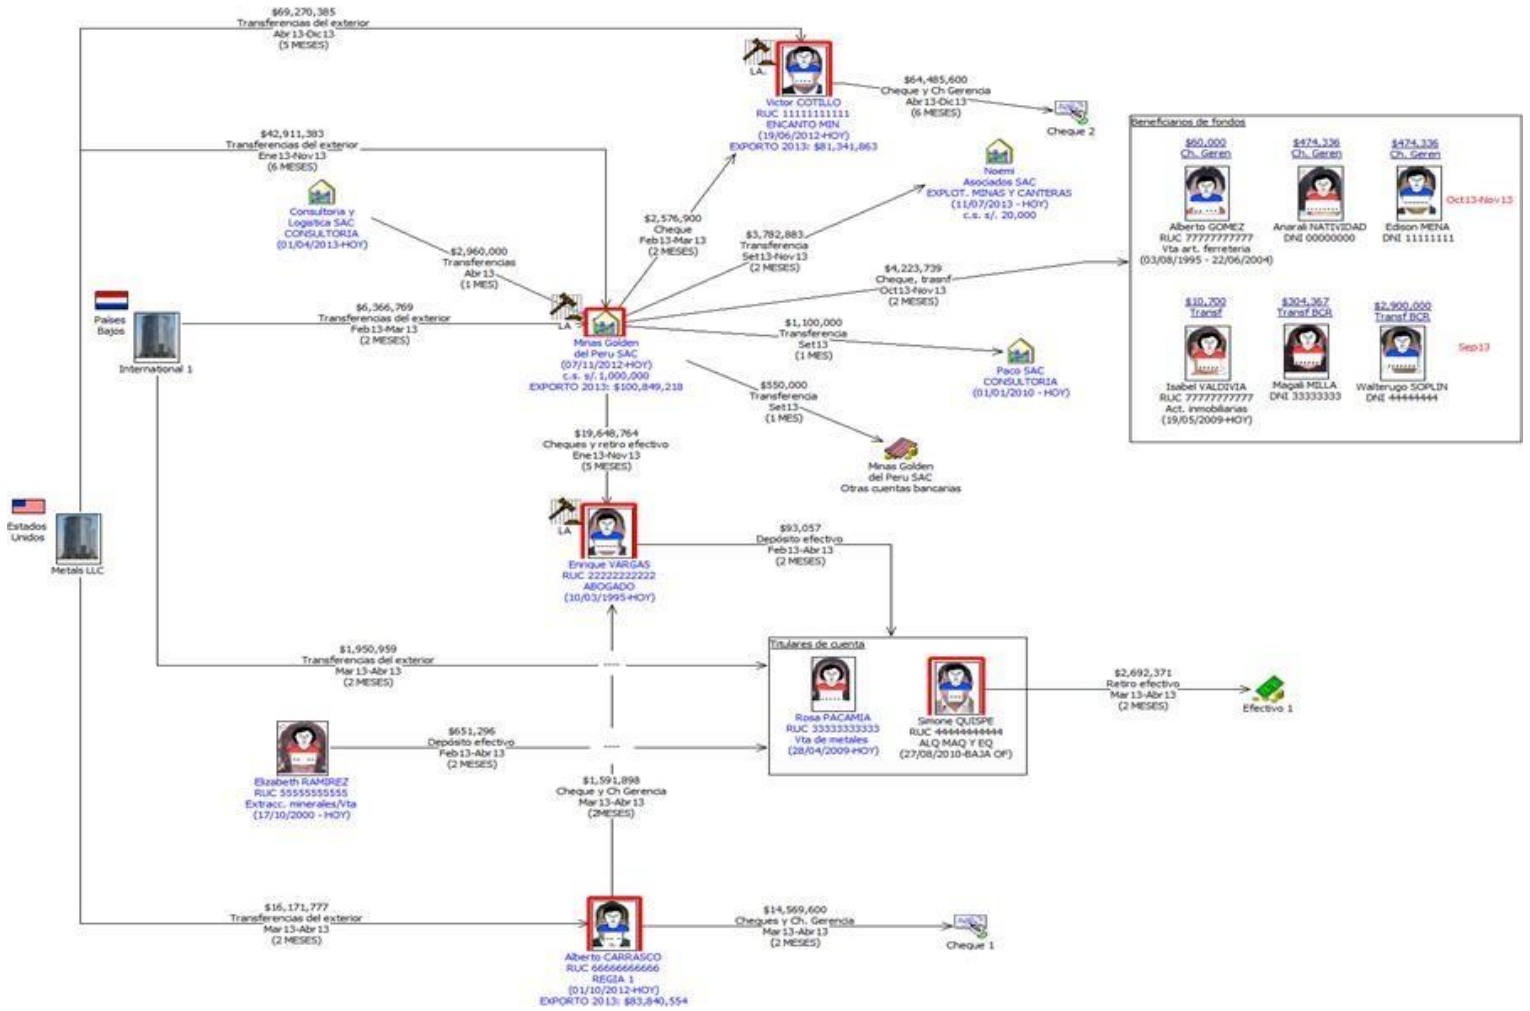 $69,270,385
Transferencias del exterior
Abr13-Dic13
(5 MESES)
LA.
Victor COTILLO
RUC 11111111111
ENCANTO MIN
(19/06/2012-HOY)
EXPORTO 2013: $81,341,863
$64,485,600
Cheque y Ch Gerencia
Abr13-Dic13
(6 MESES)
Cheque 2
$42,911,383
Transferencias del exterior
Ene13-Nov13
(6 MESES)
Consultoria y
Logistica SAC
CONSULTORIA
(01/04/2013-HOY)
$2,960,000
Transferencias
Abr13
(1 MES)
$2,576,900
Cheque
Feb13-Mar13
(2 MESES)
Noemi
Asociados SAC
EXPLOT. MINAS Y CANTERAS
(11/07/2013 - HOY)
c.s. s/. 20,000
$3,782,883
Transferencia
Set13-Nov13
(2 MESES)
$4,223,739
Cheque, trasnf
Oct13-Nov13
(2 MESES)
Beneficiarios de fondos
$60,000
Ch. Geren
$474,336
Ch. Geren
$474,336
Ch. Geren
Oct13-Nov13
Alberto GOMEZ
RUC 77777777777
Vta art. ferreteria
(03/08/1995 - 22/06/2004)
Anarali NATIVIDAD
DNI 00000000
Edison MENA
DNI 11111111
$10,700
Transf
$304,367
Transf BCR
$2,900,000
Transf BCR
Sep13
Isabel VALDIVIA
RUC 77777777777
Act. inmobiliarias
(19/05/2009-HOY)
Magali MILLA
DNI 33333333
Walterugo SOPLIN
DNI 44444444
Países
Bajos
International 1
$6,366,769
Transferencias del exterior
Feb13-Mar13
(2 MESES)
LA
Minas Golden
del Peru SAC
(07/11/2012-HOY)
c.s. s/.1,000,000
EXPORTO 2013: $100,849,218
$1,100,000
Transferencia
Set13
(1 MES)
Paco SAC
CONSULTORIA
(01/01/2010 - HOY)
$550,000
Transferencia
Set13
(1 MES)
Minas Golden
del Peru SAC
Otras cuentas bancarias
$19,648,764
Cheques y retiro efectivo
Ene13-Nov13
(5 MESES)
Estados
Unidos
Metals LLC
LA
Enrique VARGAS
RUC 22222222222
ABOGADO
(10/03/1995-HOY)
$93,057
Depósito efectivo
Feb13-Abr13
(2 MESES)
$1,950,959
Transferencias del exterior
Mar13-Abr13
(2 MESES)
----
Titulares de cuenta
Rosa PACAMIA
RUC 33333333333
Vta de metales
(28/04/2009-HOY)
Simone QUISPE
RUC 44444444444
ALQ MAQ Y EQ
(27/08/2010-BAJA OF)
$2,692,371
Retiro efectivo
Mar13-Abr13
(2 MESES)
Efectivo 1
$651,296
Depósito efectivo
Feb13-Abr13
(2 MESES)
----
Elizabeth RAMIREZ
RUC 55555555555
Extracc. minerales/Vta
(17/10/2000 - HOY)
$1,591,898
Cheque y Ch Gerencia
Mar13-Abr13
(2MESES)
$16,171,777
Transferencias del exterior
Mar13-Abr13
(2 MESES)
Alberto CARRASCO
RUC 66666666666
REGIA 1
(01/10/2012-HOY)
EXPORTO 2013: $83,840,554
$14,569,600
Cheques y Ch. Gerencia
Mar13-Abr13
(2 MESES)
Cheque 1